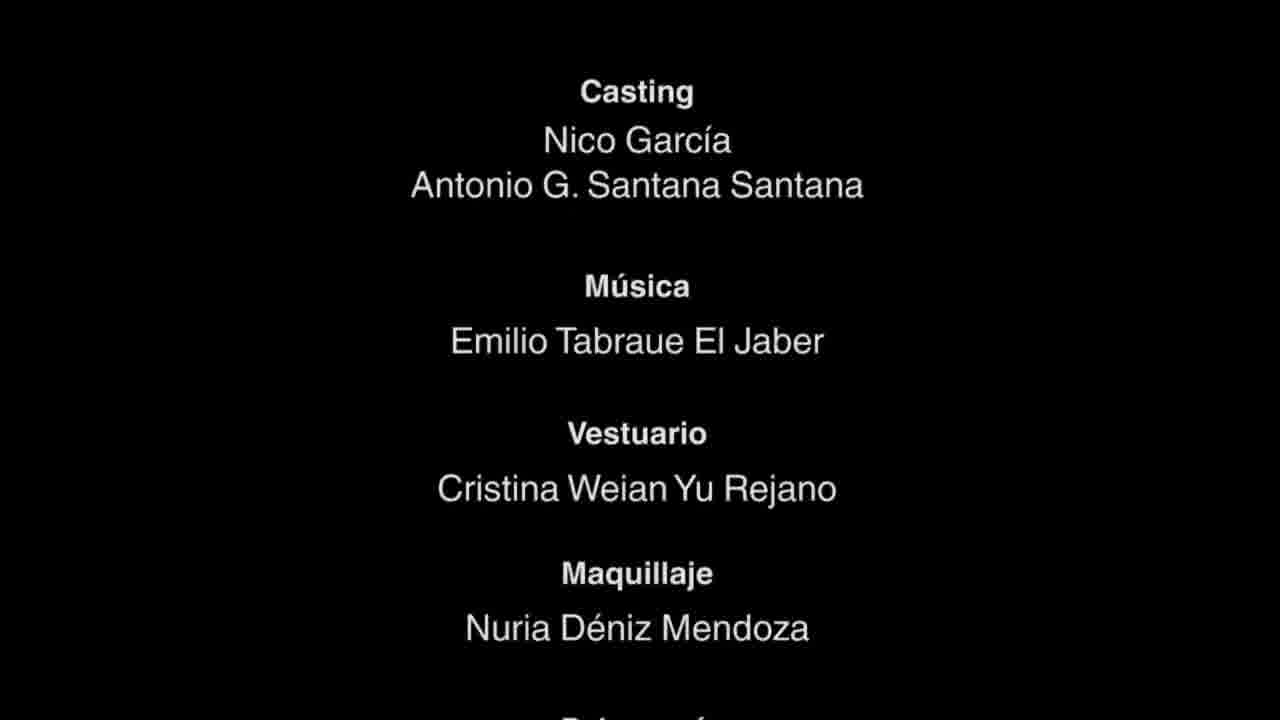 Casting
Nico García
Antonio G. Santana Santana
Música
Emilio Tabraue El Jaber
Vestuario
Cristina Weian Yu Rejano
Maquillaje
Nuria Déniz Mendoza